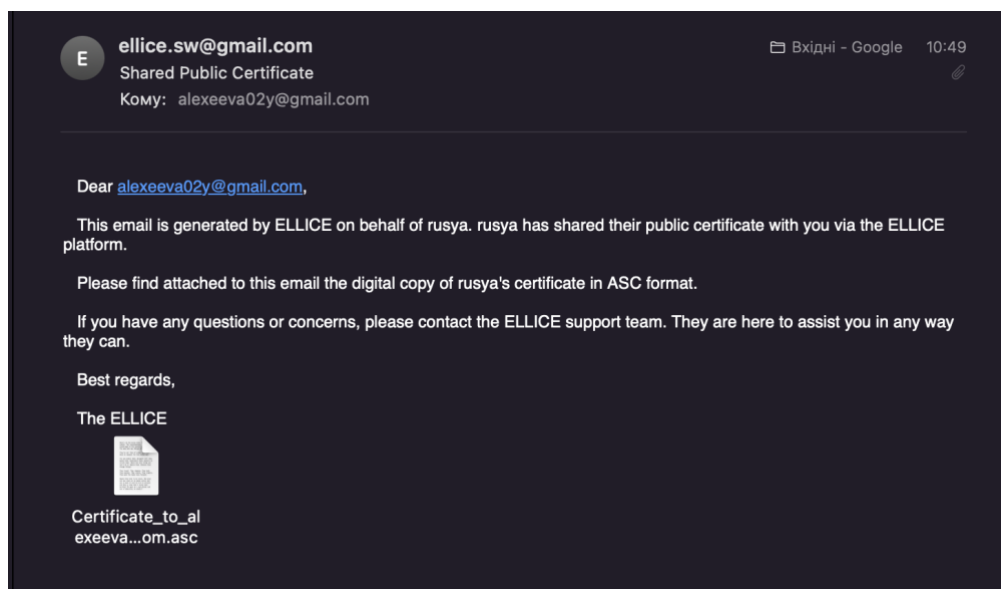 E
ellice.sw@gmail.com
Вхідні - Google 10:49
Shared Public Certificate
Кому: alexeeva02y@gmail.com
Dear alexeeva02y@gmail.com,
This email is generated by ELLICE on behalf of rusya. rusya has shared their public certificate with you via the ELLICE
platform.
Please find attached to this email the digital copy of rusya's certificate in ASC format.
If you have any questions or concerns, please contact the ELLICE support team. They are here to assist you in any way
they can.
Best regards,
The ELLICE
Certificate_to_al
exeeva...om.asc